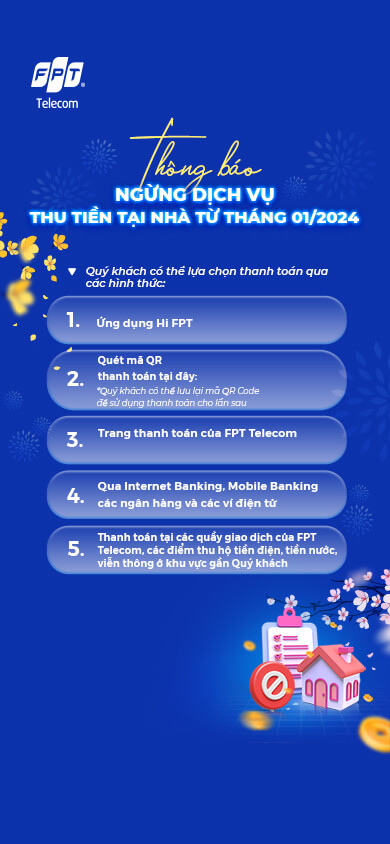 FPT
Telecom
Thông báo
NGỪNG DỊCH VỤ
THU TIỀN TẠI NHÀ TỪ THÁNG 01/2024
Quý khách có thể lựa chọn thanh toán qua
các hình thức:
1. Ứng dụng Hi FPT
2. Quét mã QR
thanh toán tại đây:
*Quý khách có thể lưu lại mã QR Code
để sử dụng thanh toán cho lần sau
3. Trang thanh toán của FPT Telecom
4. Qua Internet Banking, Mobile Banking
các ngân hàng và các ví điện tử
5. Thanh toán tại các quầy giao dịch của FPT
Telecom, các điểm thu hộ tiền điện, tiền nước,
viễn thông ở khu vực gần Quý khách